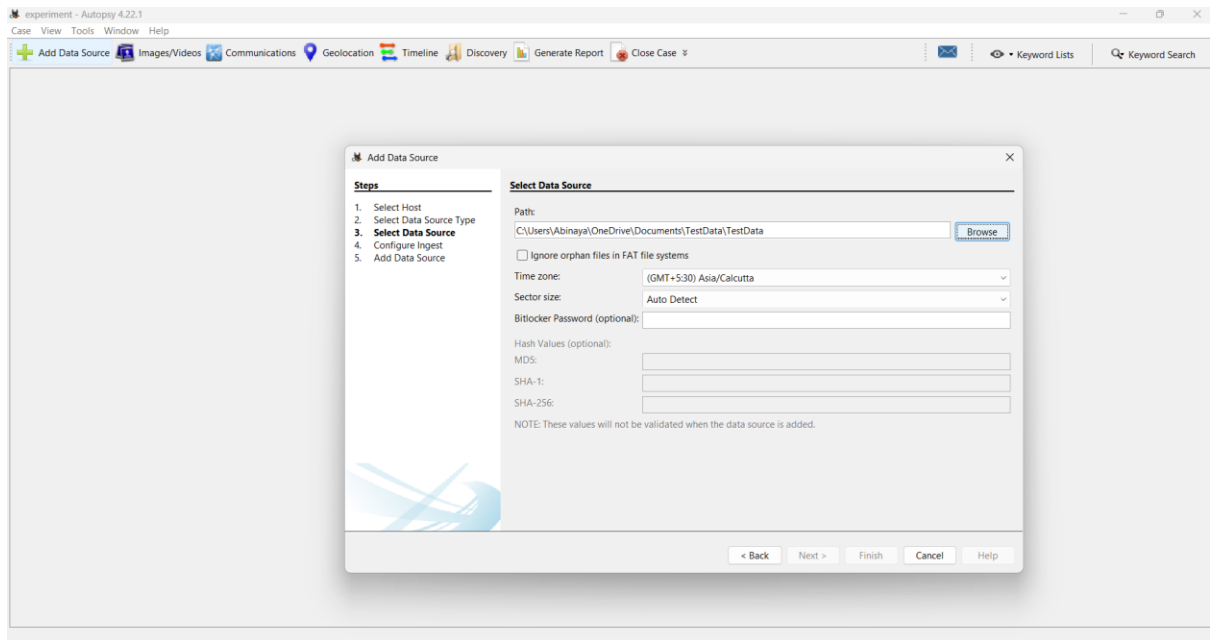 experiment - Autopsy 4.22.1
Case View Tools Window Help
Add Data Source Images/Videos Communications Geolocation Timeline Discovery Generate Report Close Case Keyword Lists Keyword Search
Add Data Source
Steps
1. Select Host
2. Select Data Source Type
3. Select Data Source
4. Configure Ingest
5. Add Data Source
Select Data Source
Path:
C:\Users\Abinaya\OneDrive\Documents\TestData\TestData Browse
Ignore orphan files in FAT file systems
Time zone: (GMT+5:30) Asia/Calcutta
Sector size: Auto Detect
Bitlocker Password (optional):
Hash Values (optional):
MD5:
SHA-1:
SHA-256:
NOTE: These values will not be validated when the data source is added.
< Back Next > Finish Cancel Help